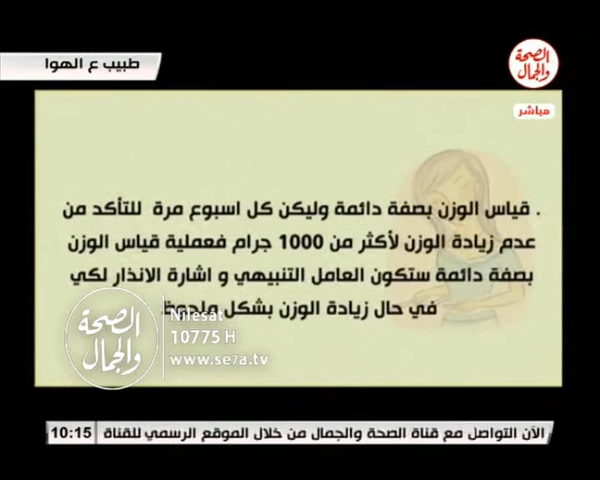 طبيب ع الهوا
الصحة
والجمال
مباشر
. قياس الوزن بصفة دائمة وليكن كل اسبوع مرة للتأكد من
عدم زيادة الوزن لأكثر من 1000 جرام فعملية قياس الوزن
بصفة دائمة ستكون العامل التنبيهي و اشارة الانذار لكي
في حال زيادة الوزن بشكل ملحوظ
الصحة
والجمال
Nilesat
10775 H
www.se7a.tv
الآن التواصل مع قناة الصحة والجمال من خلال الموقع الرسمي للقناة
10:15